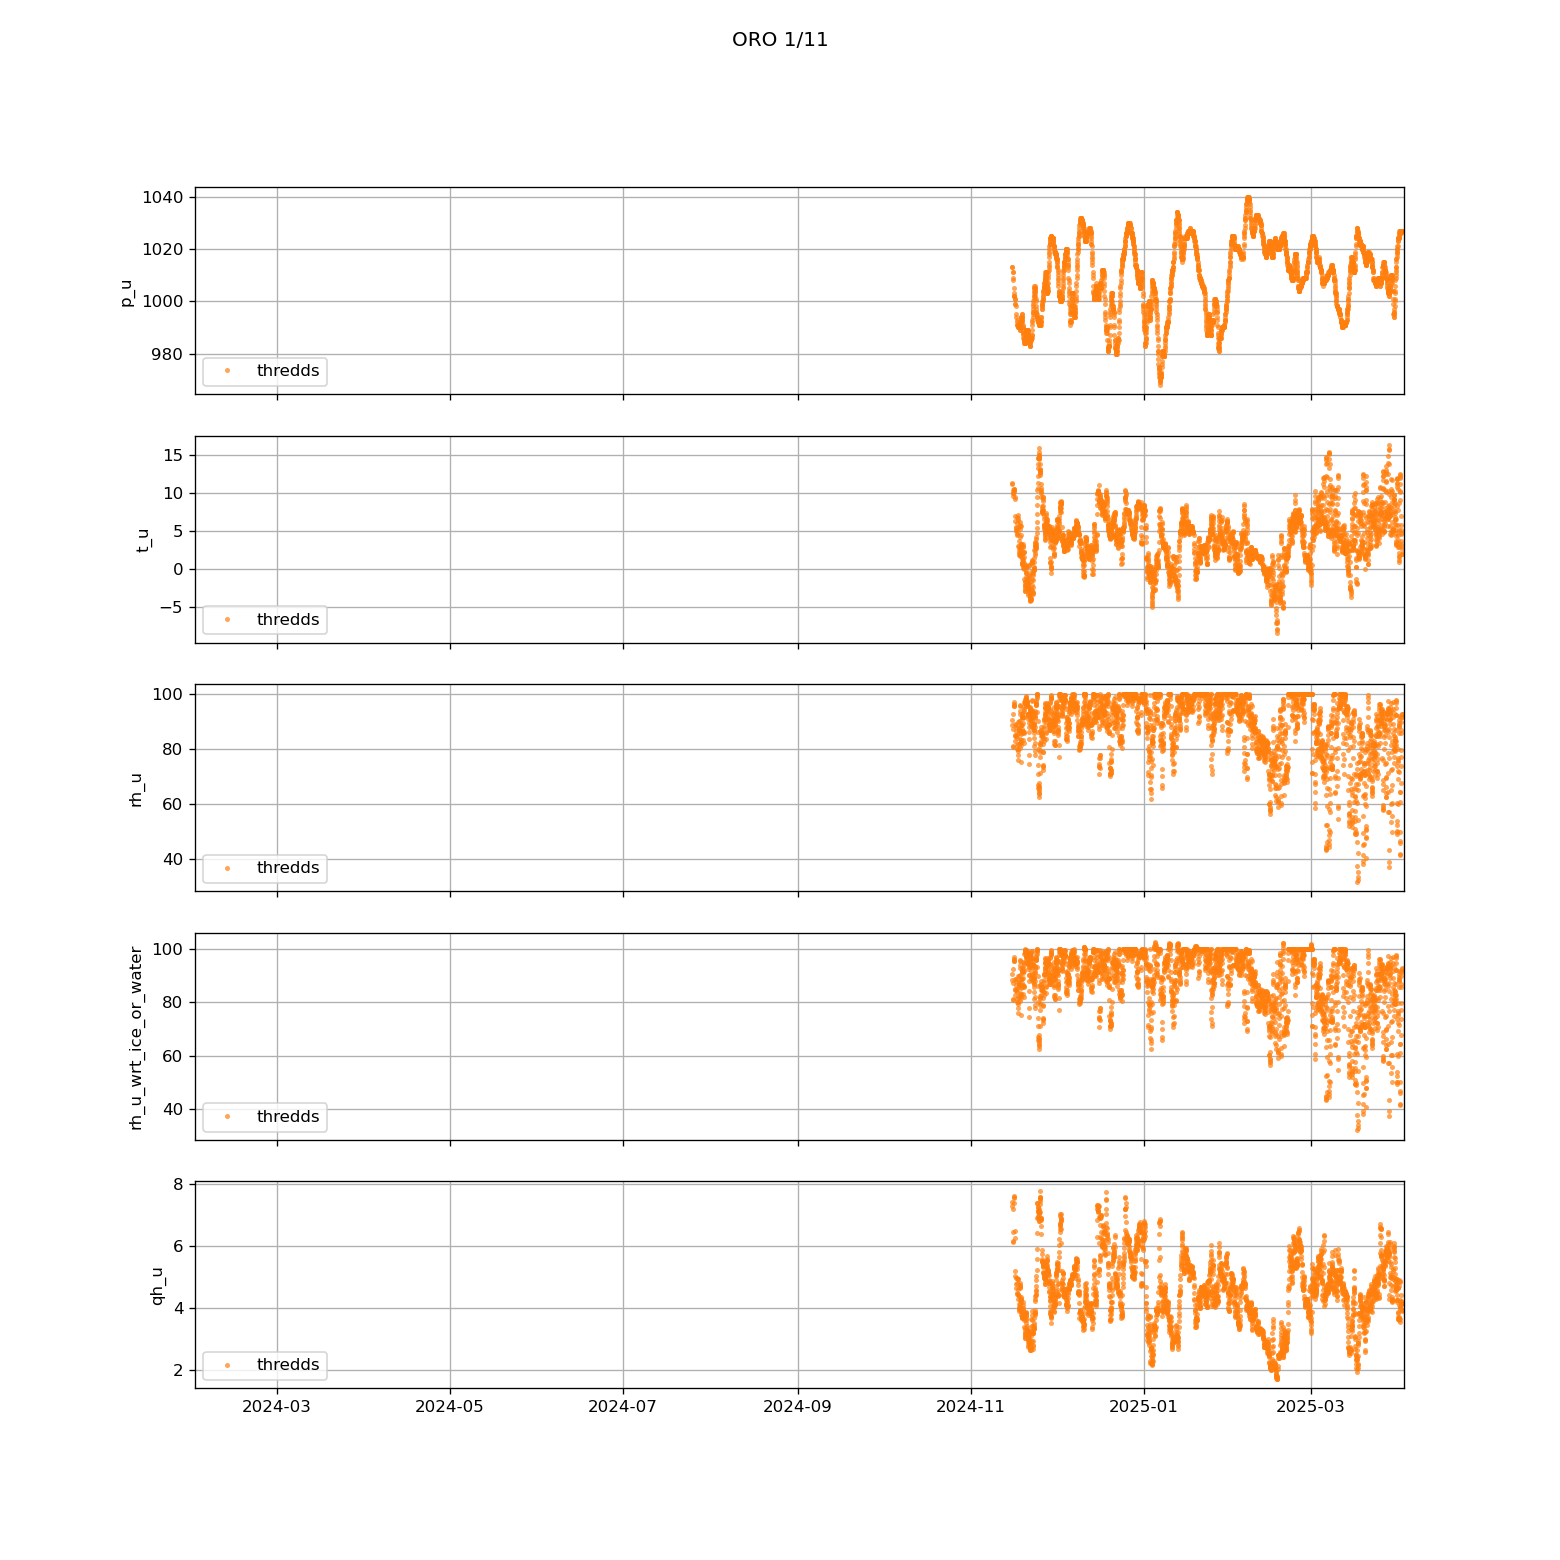 ORO 1/11
1040
1020
1000
980
p_u
thredds
15
10
5
0
−5
t_u
thredds
100
80
60
40
rh_u
thredds
100
80
60
40
rh_u_wrt_ice_or_water
thredds
8
6
4
2
qh_u
thredds
2024-03 2024-05 2024-07 2024-09 2024-11 2025-01 2025-03